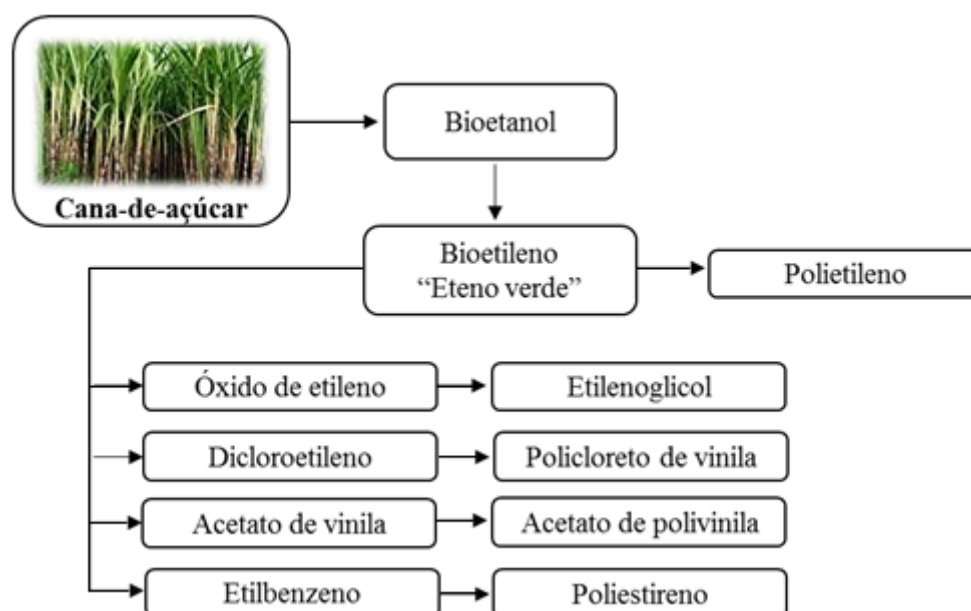 Cana-de-açúcar
Bioetanol
Bioetileno
“Eteno verde”
Polietileno
Óxido de etileno
Etilenoglicol
Dicloroetileno
Policloreto de vinila
Acetato de vinila
Acetato de polivinila
Etilbenzeno
Poliestireno